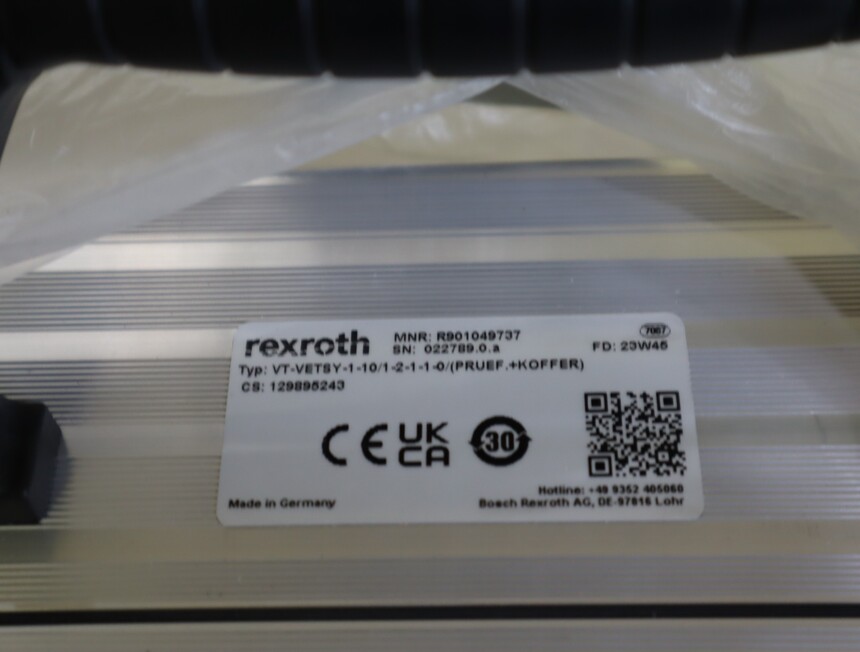 rexroth
MNR: R901049737
SN: 022789.0.a
7087
FD: 23W45
Typ: VT-VETSY-1-10/1-2-1-1-0/(PRUEF.+KOFFER)
CS: 129895243
CE
UK
CA
30
Hotline: +49 9352 405060
Made in Germany
Bosch Rexroth AG, DE-97816 Lohr